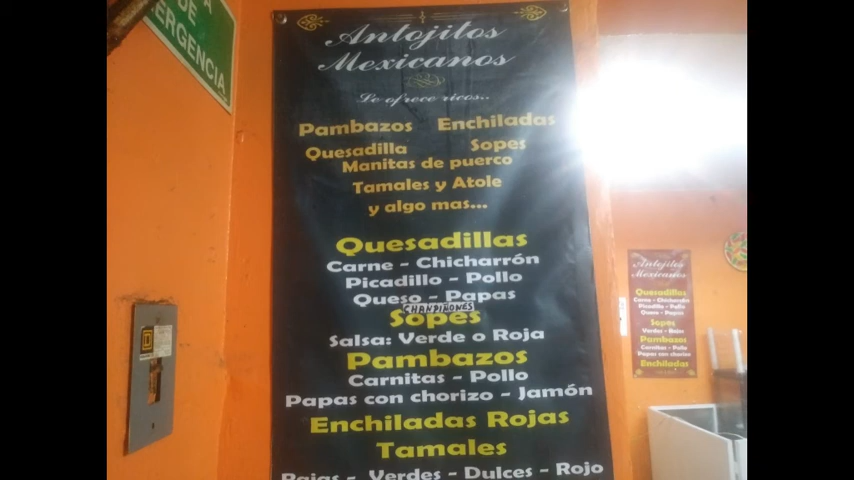 DE
ERGENCIA
Antojitos
Mexicanos
Le ofrece ricos..
Pambazos Enchiladas
Quesadilla Sopes
Manitas de puerco
Tamales y Atole
y algo mas...
Quesadillas
Carne - Chicharrón
Picadillo - Pollo
Queso - Papas
CHANPIÑONES
Sopes
Salsa: Verde o Roja
Pambazos
Carnitas - Pollo
Papas con chorizo - Jamón
Enchiladas Rojas
Tamales
Rajas - Verdes - Dulces - Rojo
Antojitos
Mexicanos
Quesadillas
Carne - Chicharrón
Picadillo - Pollo
Queso - Papas
Sopes
Verdes - Rojos
Pambazos
Carnitas - Pollo
Papas con chorizo
Enchiladas